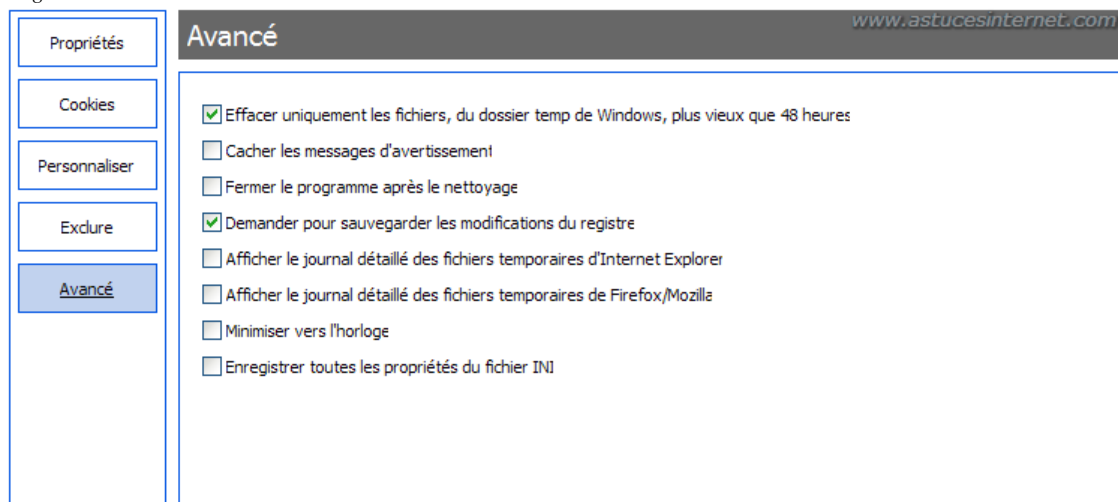 www.astucesinternet.com
Avancé
Propriétés
Cookies
Personnaliser
Exclure
Avancé
Effacer uniquement les fichiers, du dossier temp de Windows, plus vieux que 48 heures
Cacher les messages d'avertissement
Fermer le programme après le nettoyage
Demander pour sauvegarder les modifications du registre
Afficher le journal détaillé des fichiers temporaires d'Internet Explorer
Afficher le journal détaillé des fichiers temporaires de Firefox/Mozilla
Minimiser vers l'horloge
Enregistrer toutes les propriétés du fichier INI